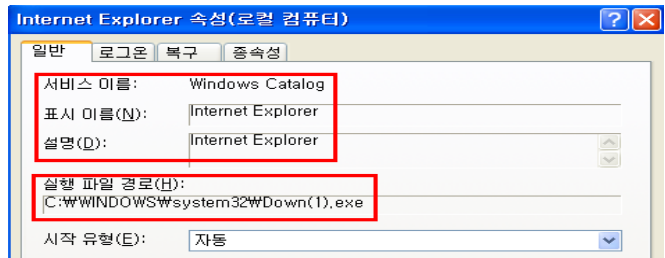 Internet Explorer 속성(로컬 컴퓨터)
일반 로그온 복구 종속성
서비스 이름: Windows Catalog
표시 이름(N): Internet Explorer
설명(D): Internet Explorer
실행 파일 경로(H):
C:₩WINDOWS₩system32₩Down(1).exe
시작 유형(E): 자동